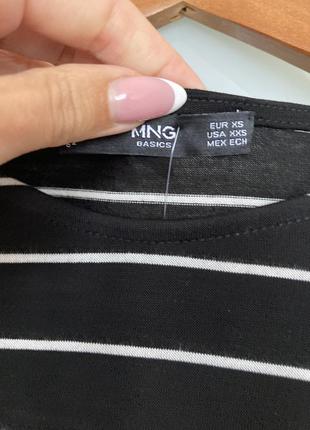 MNG
BASICS
EUR XS
USA XXS
MEX ECH